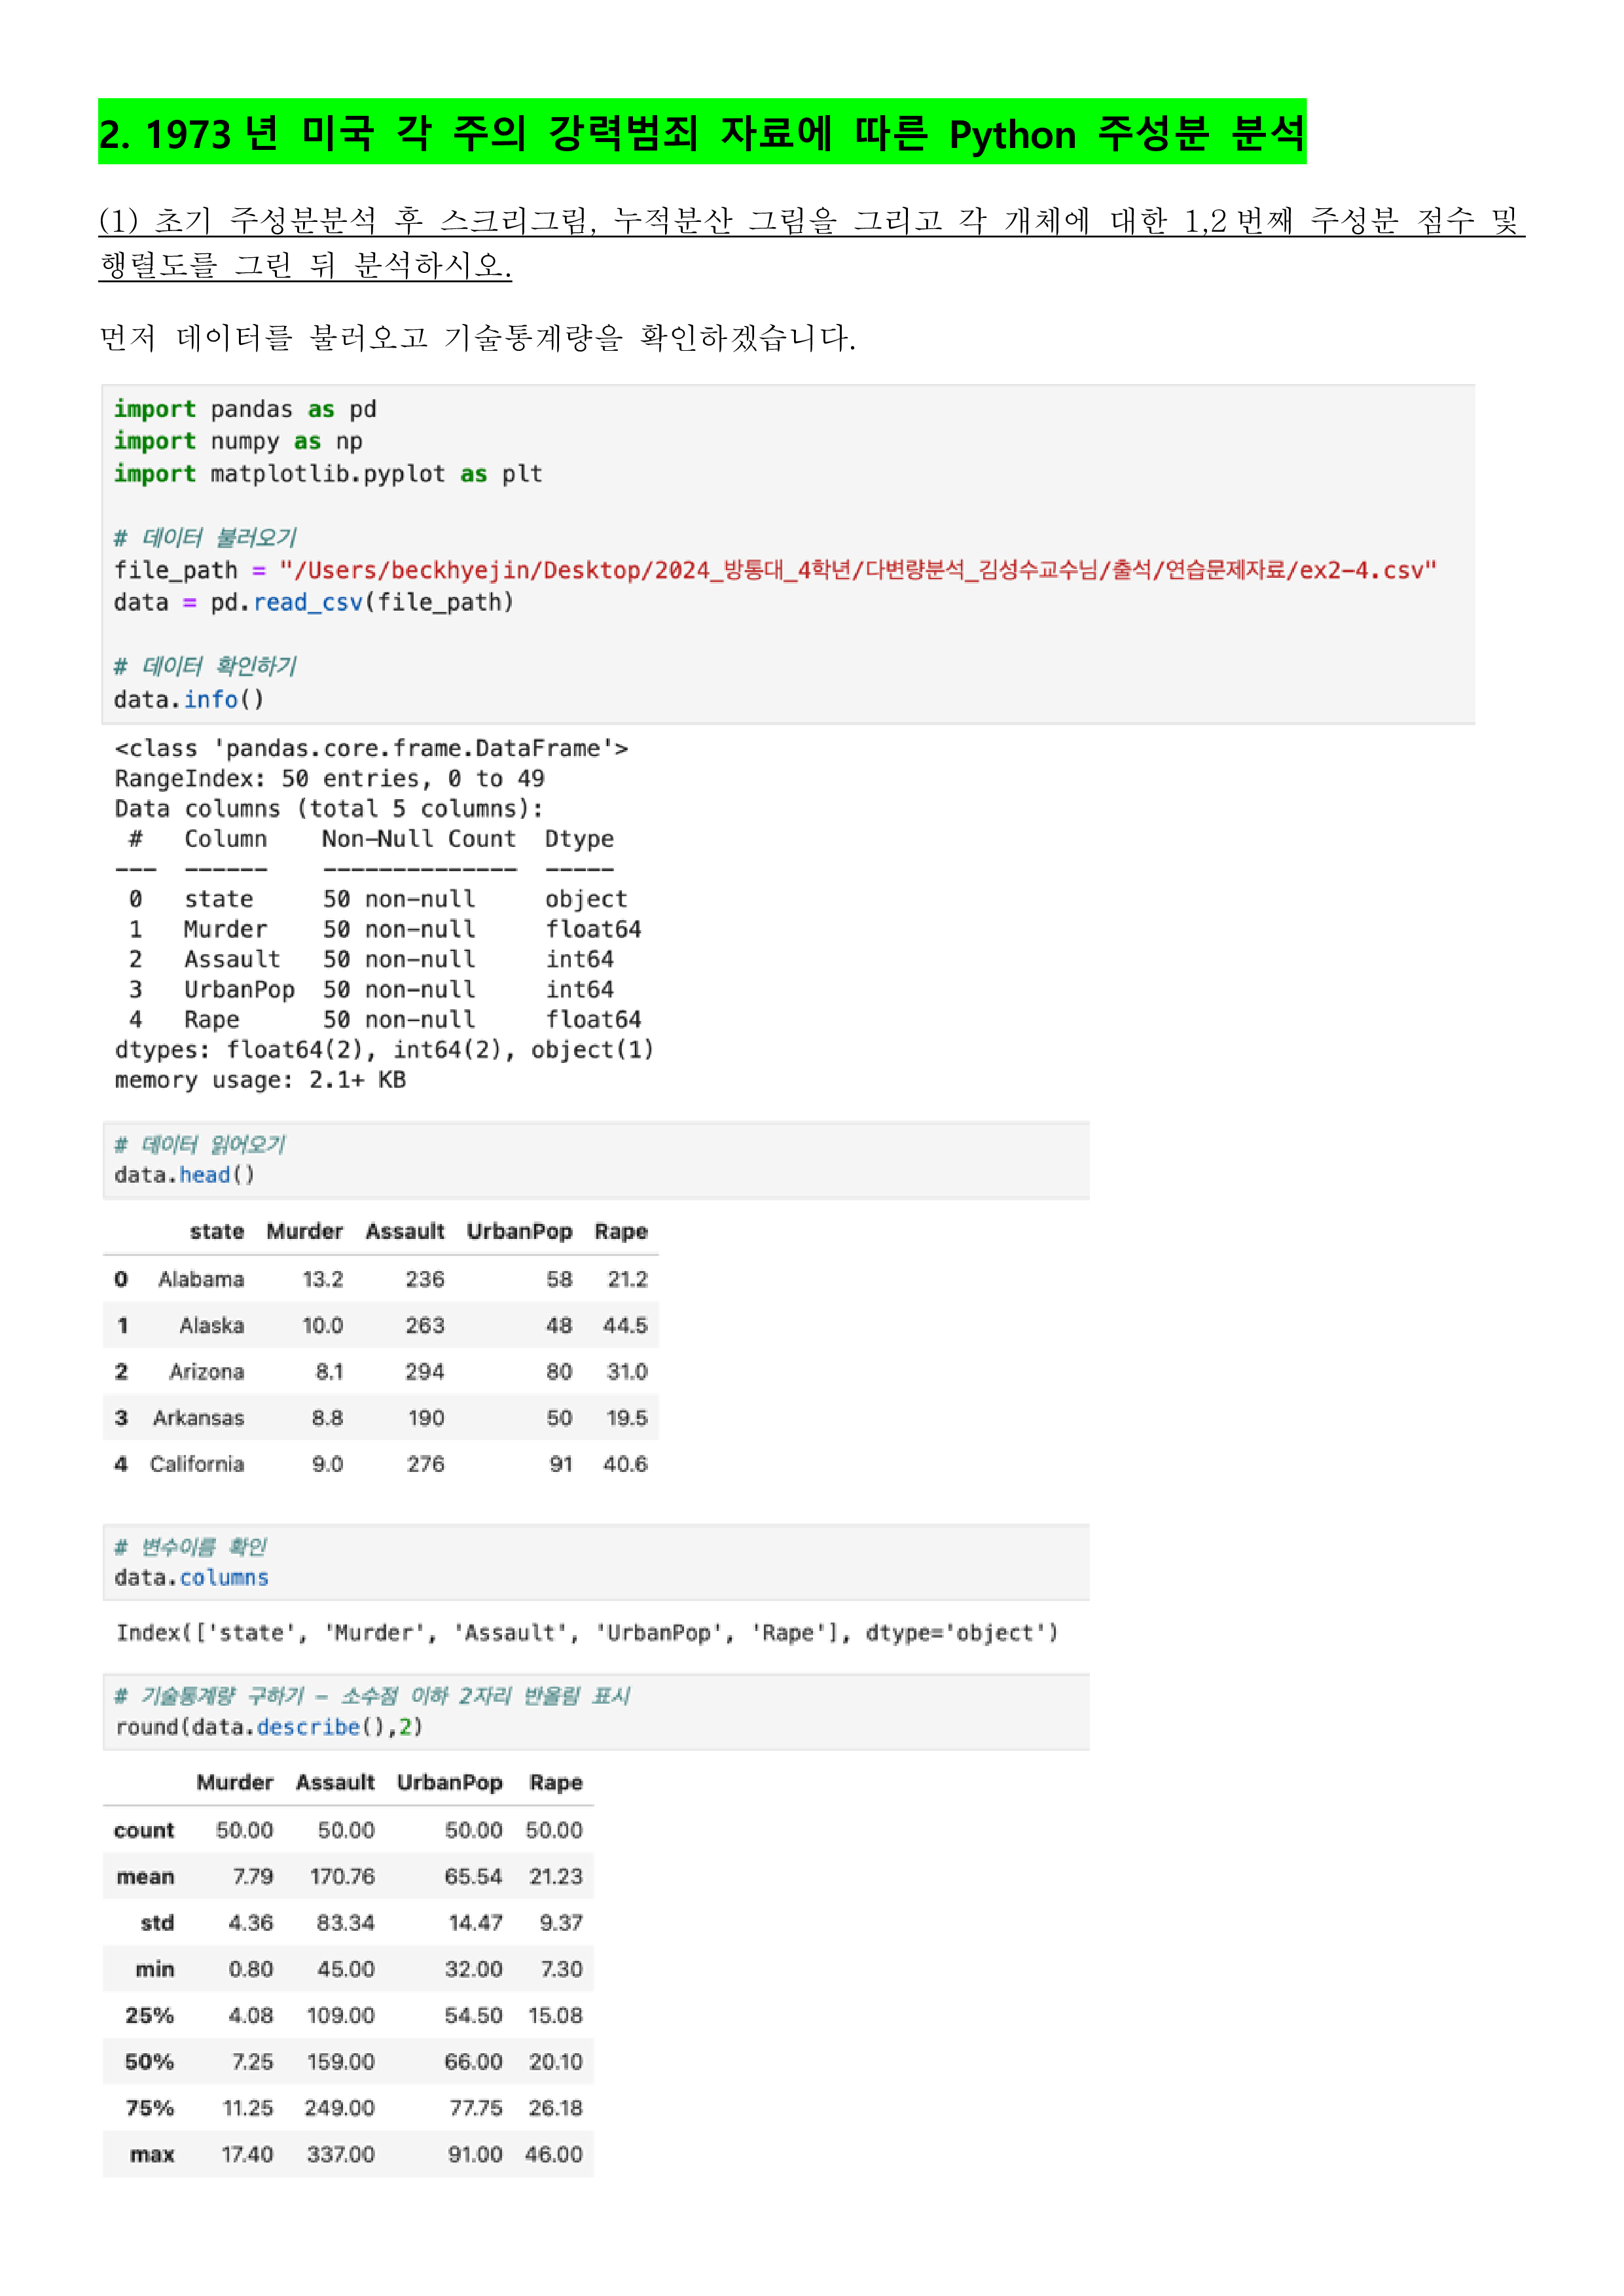 2. 1973 년 미국 각 주의 강력범죄 자료에 따른 Python 주성분 분석
(1) 초기 주성분분석 후 스크리그림, 누적분산 그림을 그리고 각 개체에 대한 1,2 번째 주성분 점수 및
행렬도를 그린 뒤 분석하시오.
먼저 데이터를 불러오고 기술통계량을 확인하겠습니다.
import pandas as pd
import numpy as np
import matplotlib.pyplot as plt
# 데이터 불러오기
file_path = "/Users/beckhyejin/Desktop/2024_방통대_4학년/다변량분석_김성수교수님/출석/연습문제자료/ex2-4.csv"
data = pd.read_csv(file_path)
# 데이터 확인하기
data.info()
<class 'pandas.core.frame.DataFrame'>
RangeIndex: 50 entries, 0 to 49
Data columns (total 5 columns):
# Column Non-Null Count Dtype
--- ------ -------------- -----
0 state 50 non-null object
1 Murder 50 non-null float64
2 Assault 50 non-null int64
3 UrbanPop 50 non-null int64
4 Rape 50 non-null float64
dtypes: float64(2), int64(2), object(1)
memory usage: 2.1+ KB
# 데이터 읽어오기
data.head()
state Murder Assault UrbanPop Rape
0 Alabama 13.2 236 58 21.2
1 Alaska 10.0 263 48 44.5
2 Arizona 8.1 294 80 31.0
3 Arkansas 8.8 190 50 19.5
4 California 9.0 276 91 40.6
# 변수이름 확인
data.columns
Index(['state', 'Murder', 'Assault', 'UrbanPop', 'Rape'], dtype='object')
# 기술통계량 구하기 - 소수점 이하 2자리 반올림 표시
round(data.describe(),2)
Murder Assault UrbanPop Rape
count 50.00 50.00 50.00 50.00
mean 7.79 170.76 65.54 21.23
std 4.36 83.34 14.47 9.37
min 0.80 45.00 32.00 7.30
25% 4.08 109.00 54.50 15.08
50% 7.25 159.00 66.00 20.10
75% 11.25 249.00 77.75 26.18
max 17.40 337.00 91.00 46.00